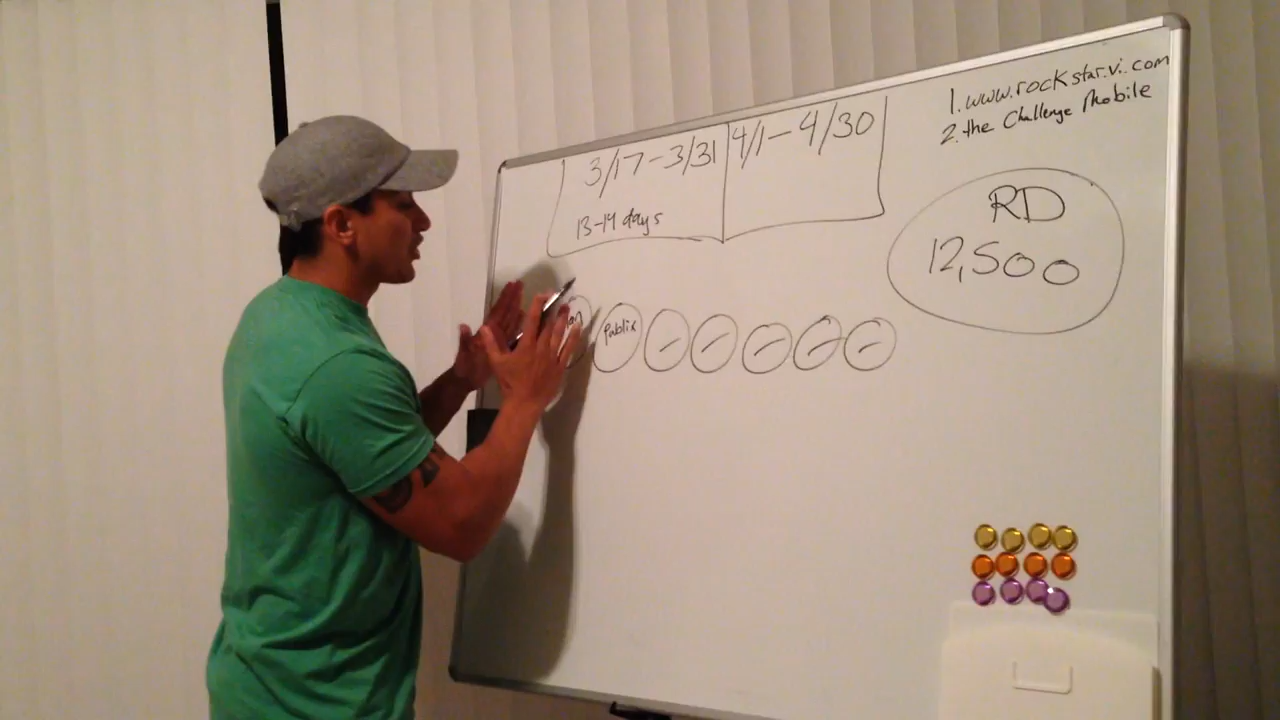 3/17-3/31
4/1-4/30
13-14 days
1. www.rockstar.vi.com
2. the Challenge Mobile
RD
12,500
Publix